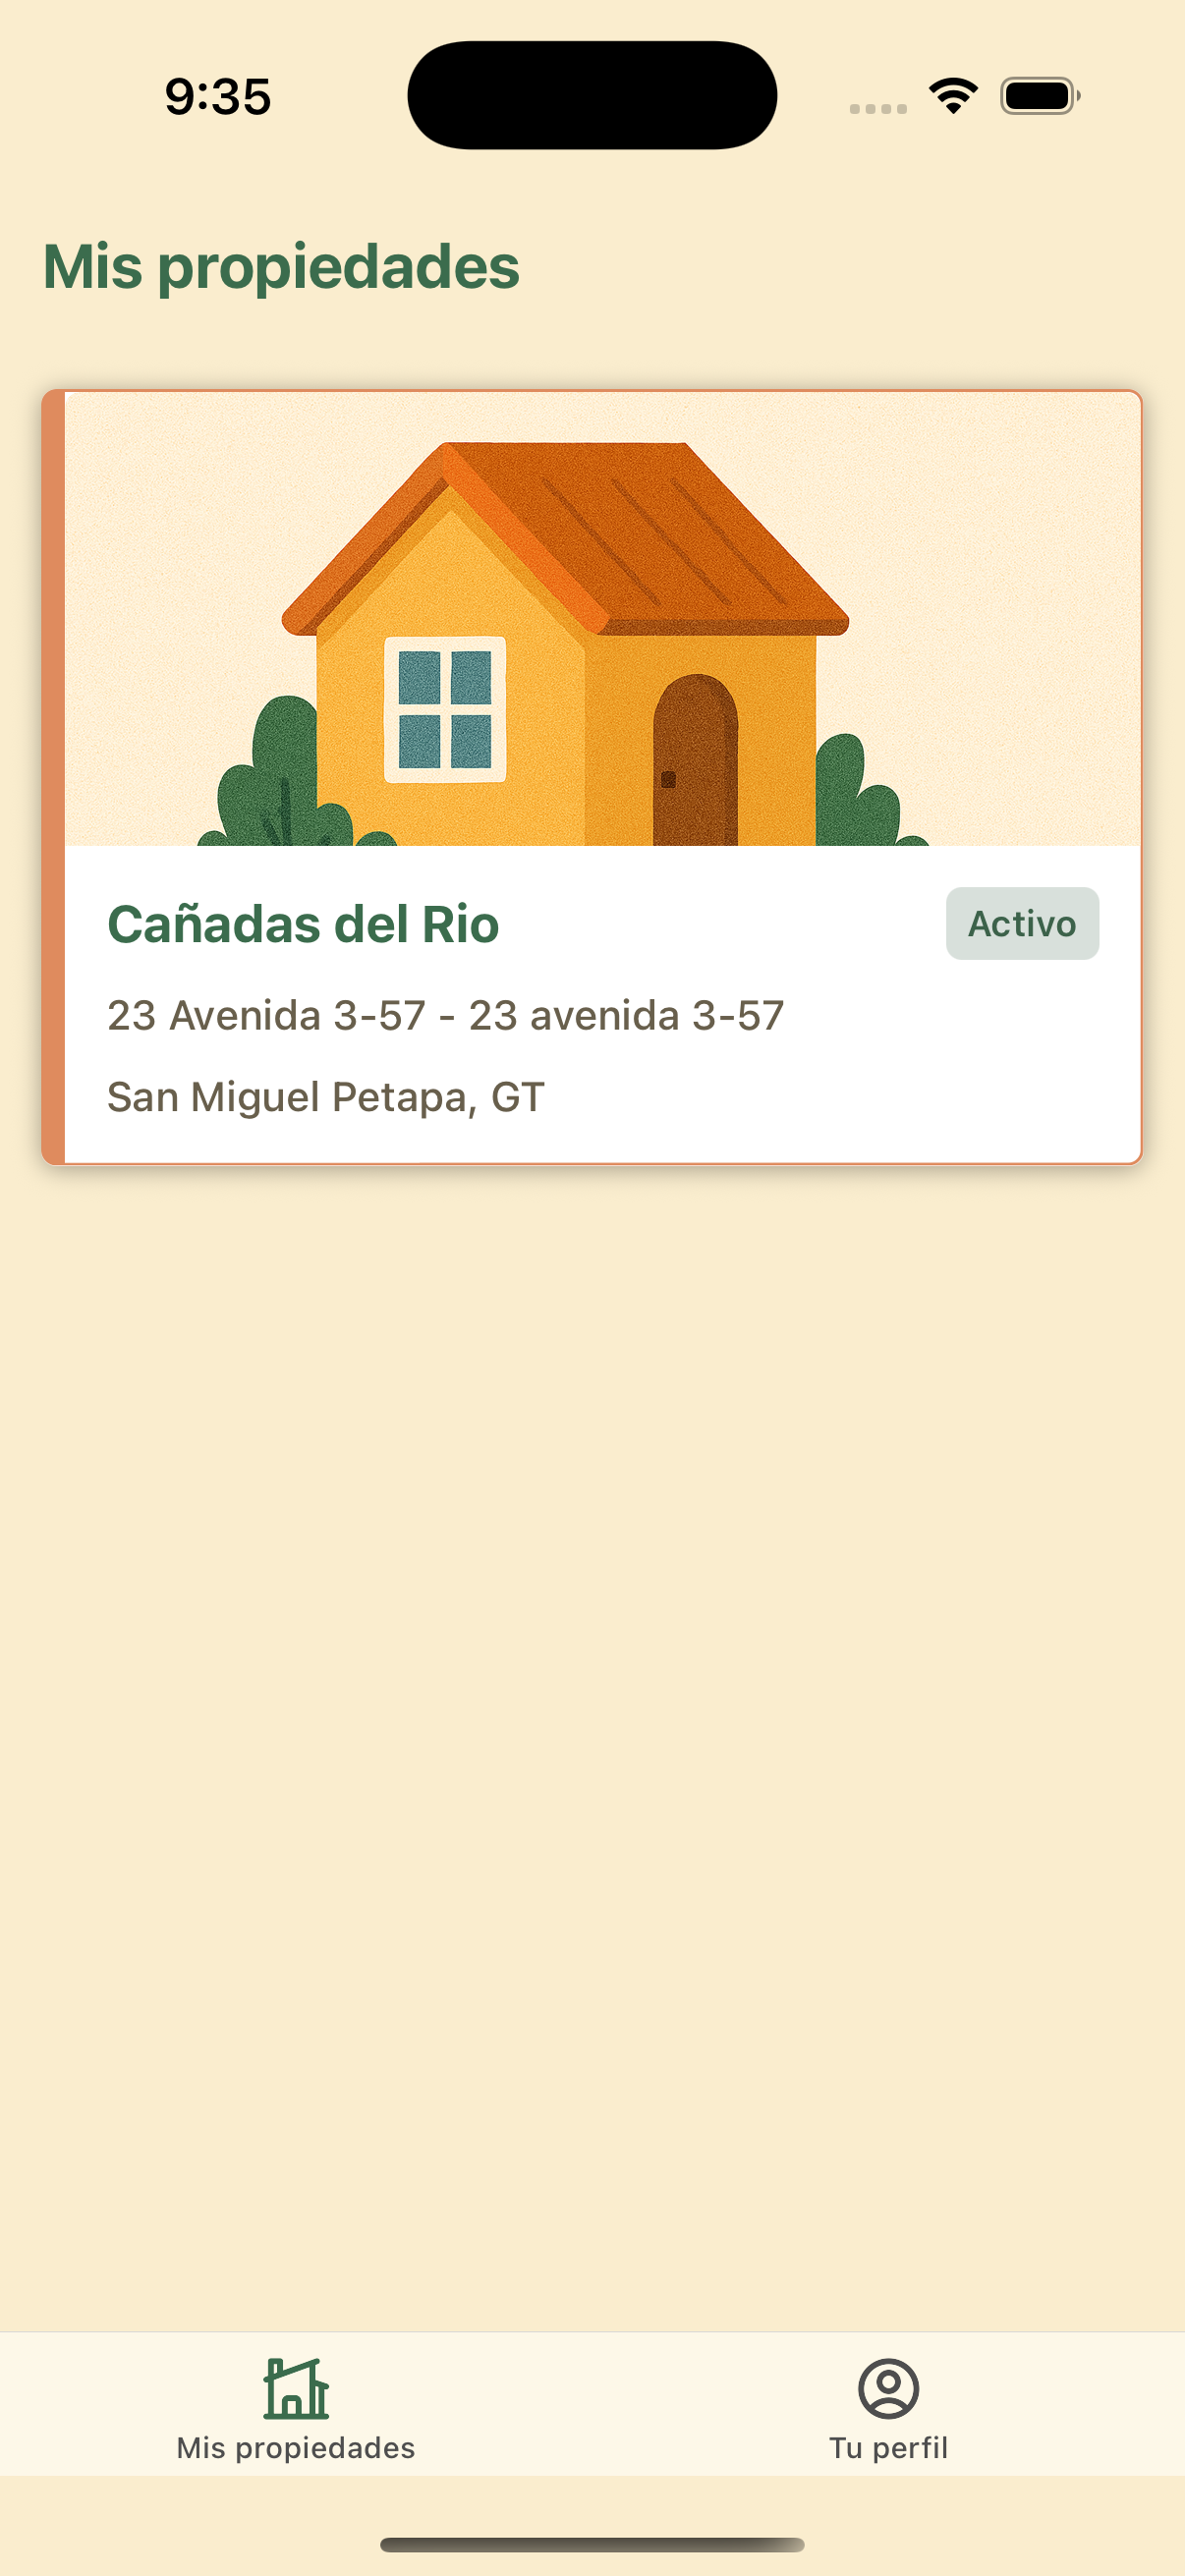 9:35
Mis propiedades
Cañadas del Rio
Activo
23 Avenida 3-57 - 23 avenida 3-57
San Miguel Petapa, GT
Mis propiedades
Tu perfil